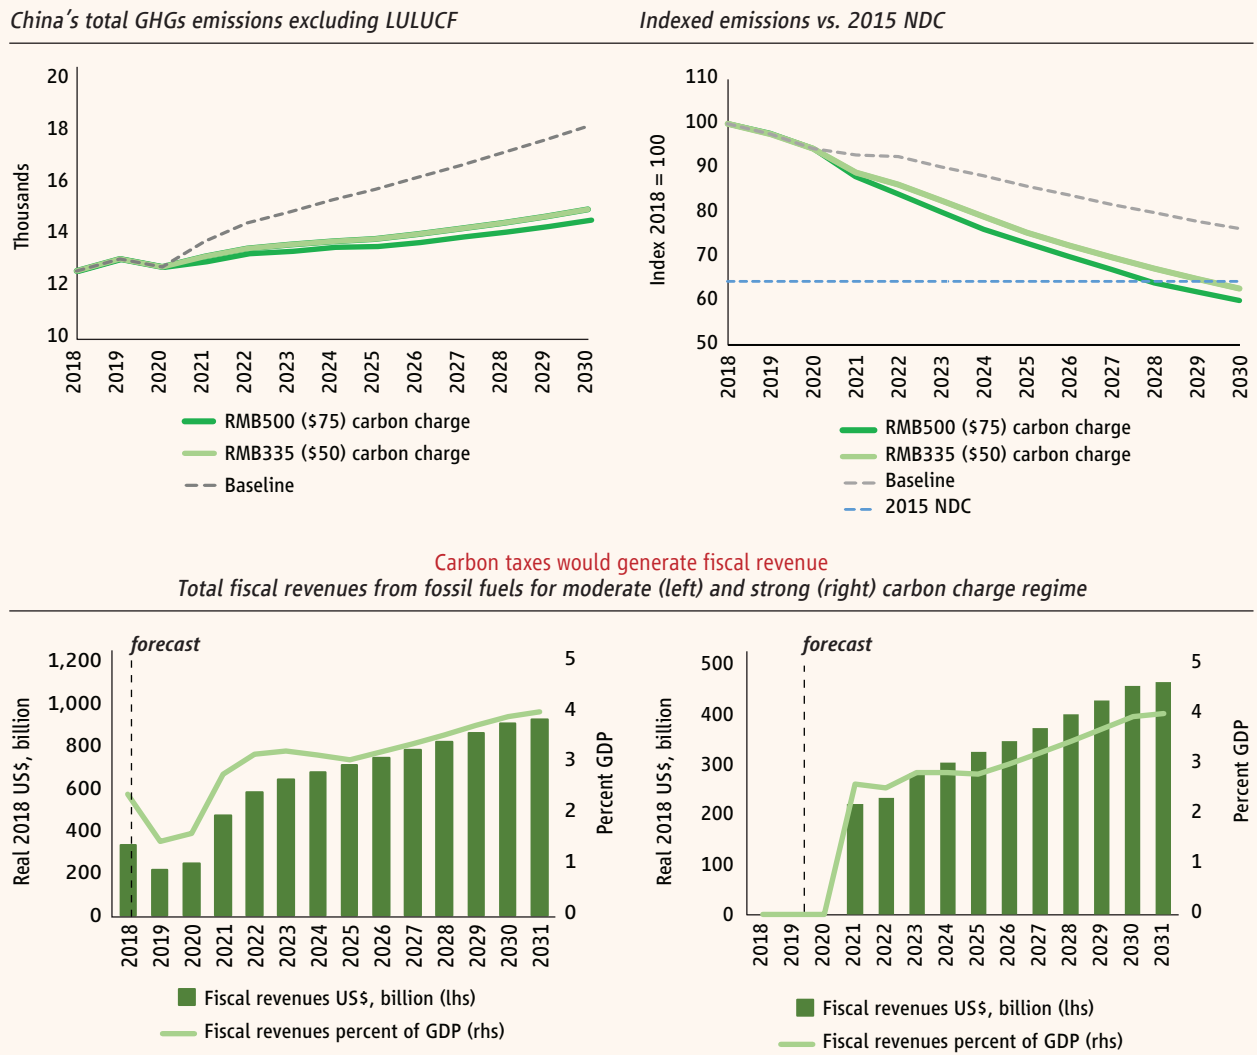 China's total GHGs emissions excluding LULUCF
20
18
16
14
12
10
Thousands
2018 2019 2020 2021 2022 2023 2024 2025 2026 2027 2028 2029 2030
RMB500 ($75) carbon charge
RMB335 ($50) carbon charge
Baseline
Indexed emissions vs. 2015 NDC
110
100
90
80
70
60
50
Index 2018 = 100
2018 2019 2020 2021 2022 2023 2024 2025 2026 2027 2028 2029 2030
RMB500 ($75) carbon charge
RMB335 ($50) carbon charge
Baseline
2015 NDC
Carbon taxes would generate fiscal revenue
Total fiscal revenues from fossil fuels for moderate (left) and strong (right) carbon charge regime
forecast
1,200
1,000
800
600
400
200
0
Real 2018 US$, billion
5
4
3
2
1
0
Percent GDP
2018 2019 2020 2021 2022 2023 2024 2025 2026 2027 2028 2029 2030 2031
Fiscal revenues US$, billion (lhs)
Fiscal revenues percent of GDP (rhs)
forecast
500
400
300
200
100
0
Real 2018 US$, billion
5
4
3
2
1
0
Percent GDP
2018 2019 2020 2021 2022 2023 2024 2025 2026 2027 2028 2029 2030 2031
Fiscal revenues US$, billion (lhs)
Fiscal revenues percent of GDP (rhs)